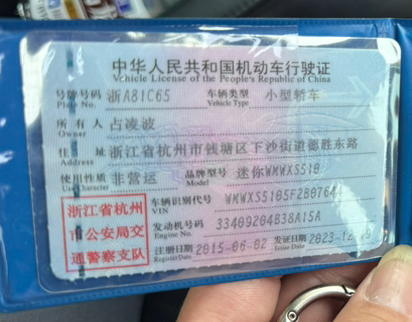 中华人民共和国机动车行驶证
Vehicle License of the People's Republic of China
号牌号码 浙A81C65 车辆类型 小型轿车
Plate No. Vehicle Type
所有人 占凌波
Owner
住址 浙江省杭州市钱塘区下沙街道德胜东路
Address
使用性质 非营运 品牌型号 迷你WMWXS510
Use Character Model
浙江省杭州市公安局交通警察支队
车辆识别代号
VIN
发动机号码 33409204B38A15A
Engine No.
注册日期 2015-06-02 发证日期
Register Date Issue Date